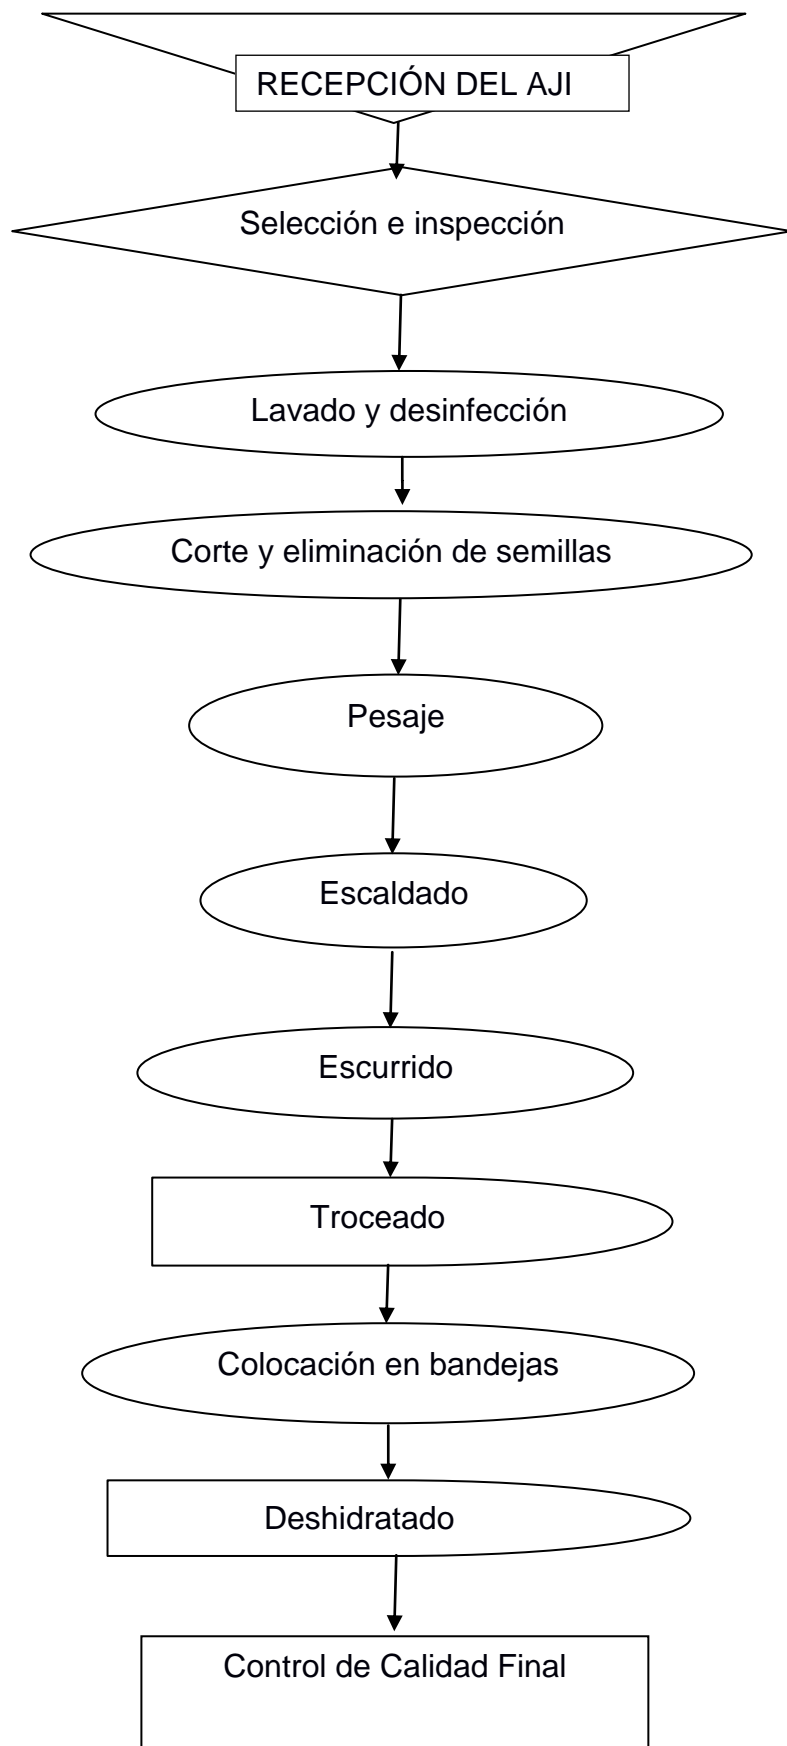 RECEPCIÓN DEL AJI
Selección e inspección
Lavado y desinfección
Corte y eliminación de semillas
Pesaje
Escaldado
Escurrido
Troceado
Colocación en bandejas
Deshidratado
Control de Calidad Final